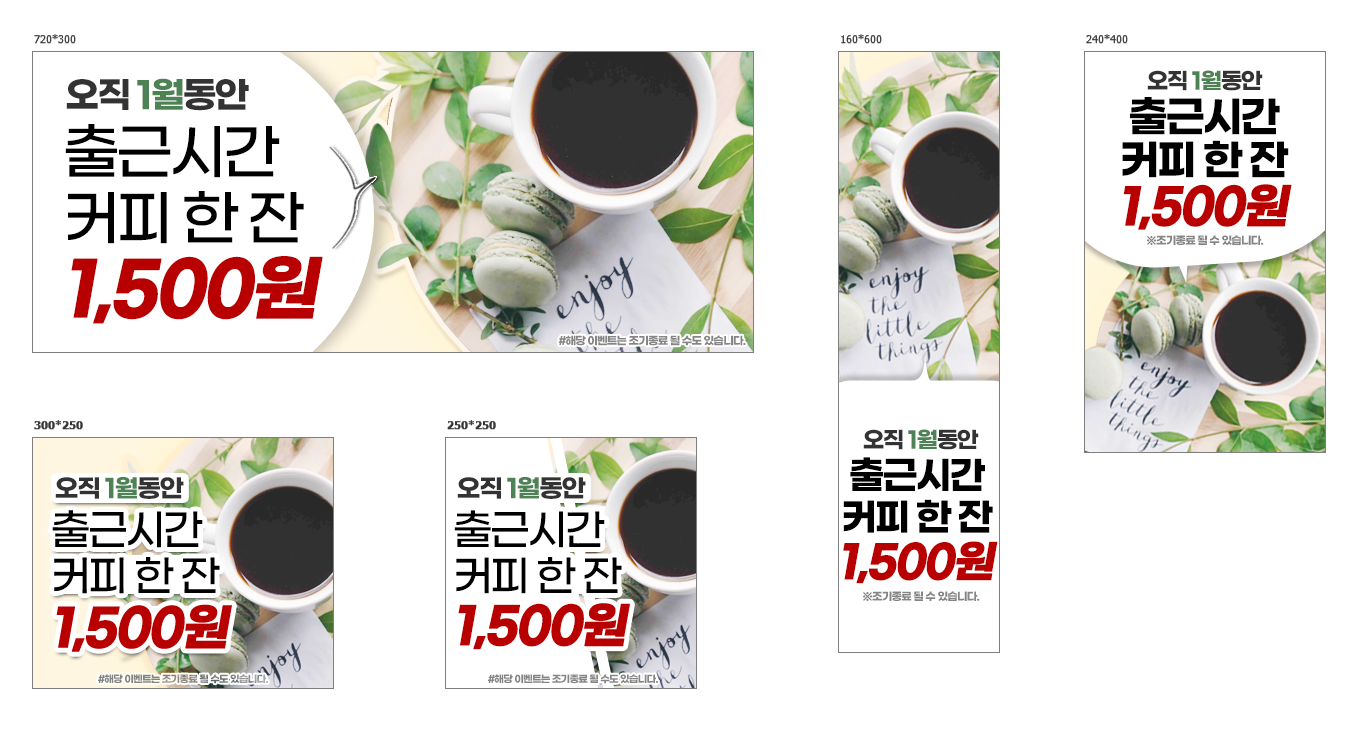 720*300
오직 1월동안
출근시간
커피 한 잔
1,500원
enjoy
the
#해당 이벤트는 조기종료 될 수도 있습니다.
160*600
enjoy
the
little
things
오직 1월동안
출근시간
커피 한 잔
1,500원
※조기종료 될 수 있습니다.
240*400
오직 1월동안
출근시간
커피 한 잔
1,500원
※조기종료 될 수 있습니다.
enjoy
the
little
things
300*250
오직 1월동안
출근시간
커피 한 잔
1,500원
enjoy
#해당 이벤트는 조기종료 될 수도 있습니다.
250*250
오직 1월동안
출근시간
커피 한 잔
1,500원
enjoy
#해당 이벤트는 조기종료 될 수도 있습니다.